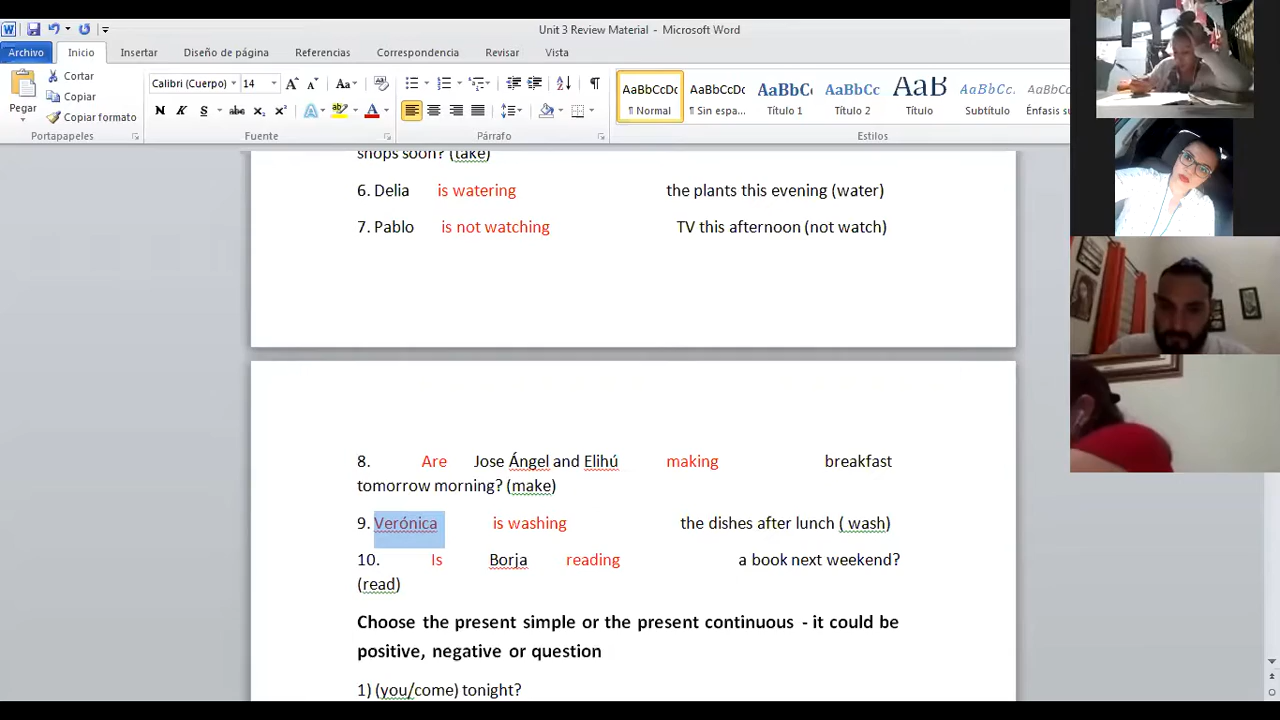 Unit 3 Review Material - Microsoft Word
Archivo Inicio Insertar Diseño de página Referencias Correspondencia Revisar Vista
Pegar
Cortar
Copiar
Copiar formato
Portapapeles
Calibri (Cuerpo) 14
Fuente
Párrafo
AaBbCcDc AaBbCcDc AaBbC AaBbCc AaB AaBbCc. AaBbCc
¶ Normal ¶ Sin espa... Título 1 Título 2 Título Subtítulo Énfasis su
Estilos
shops soon? (take)
6. Delia is watering the plants this evening (water)
7. Pablo is not watching TV this afternoon (not watch)
8. Are Jose Ángel and Elihú making breakfast
tomorrow morning? (make)
9. Verónica is washing the dishes after lunch ( wash)
10. Is Borja reading a book next weekend?
(read)
Choose the present simple or the present continuous - it could be
positive, negative or question
1) (you/come) tonight?